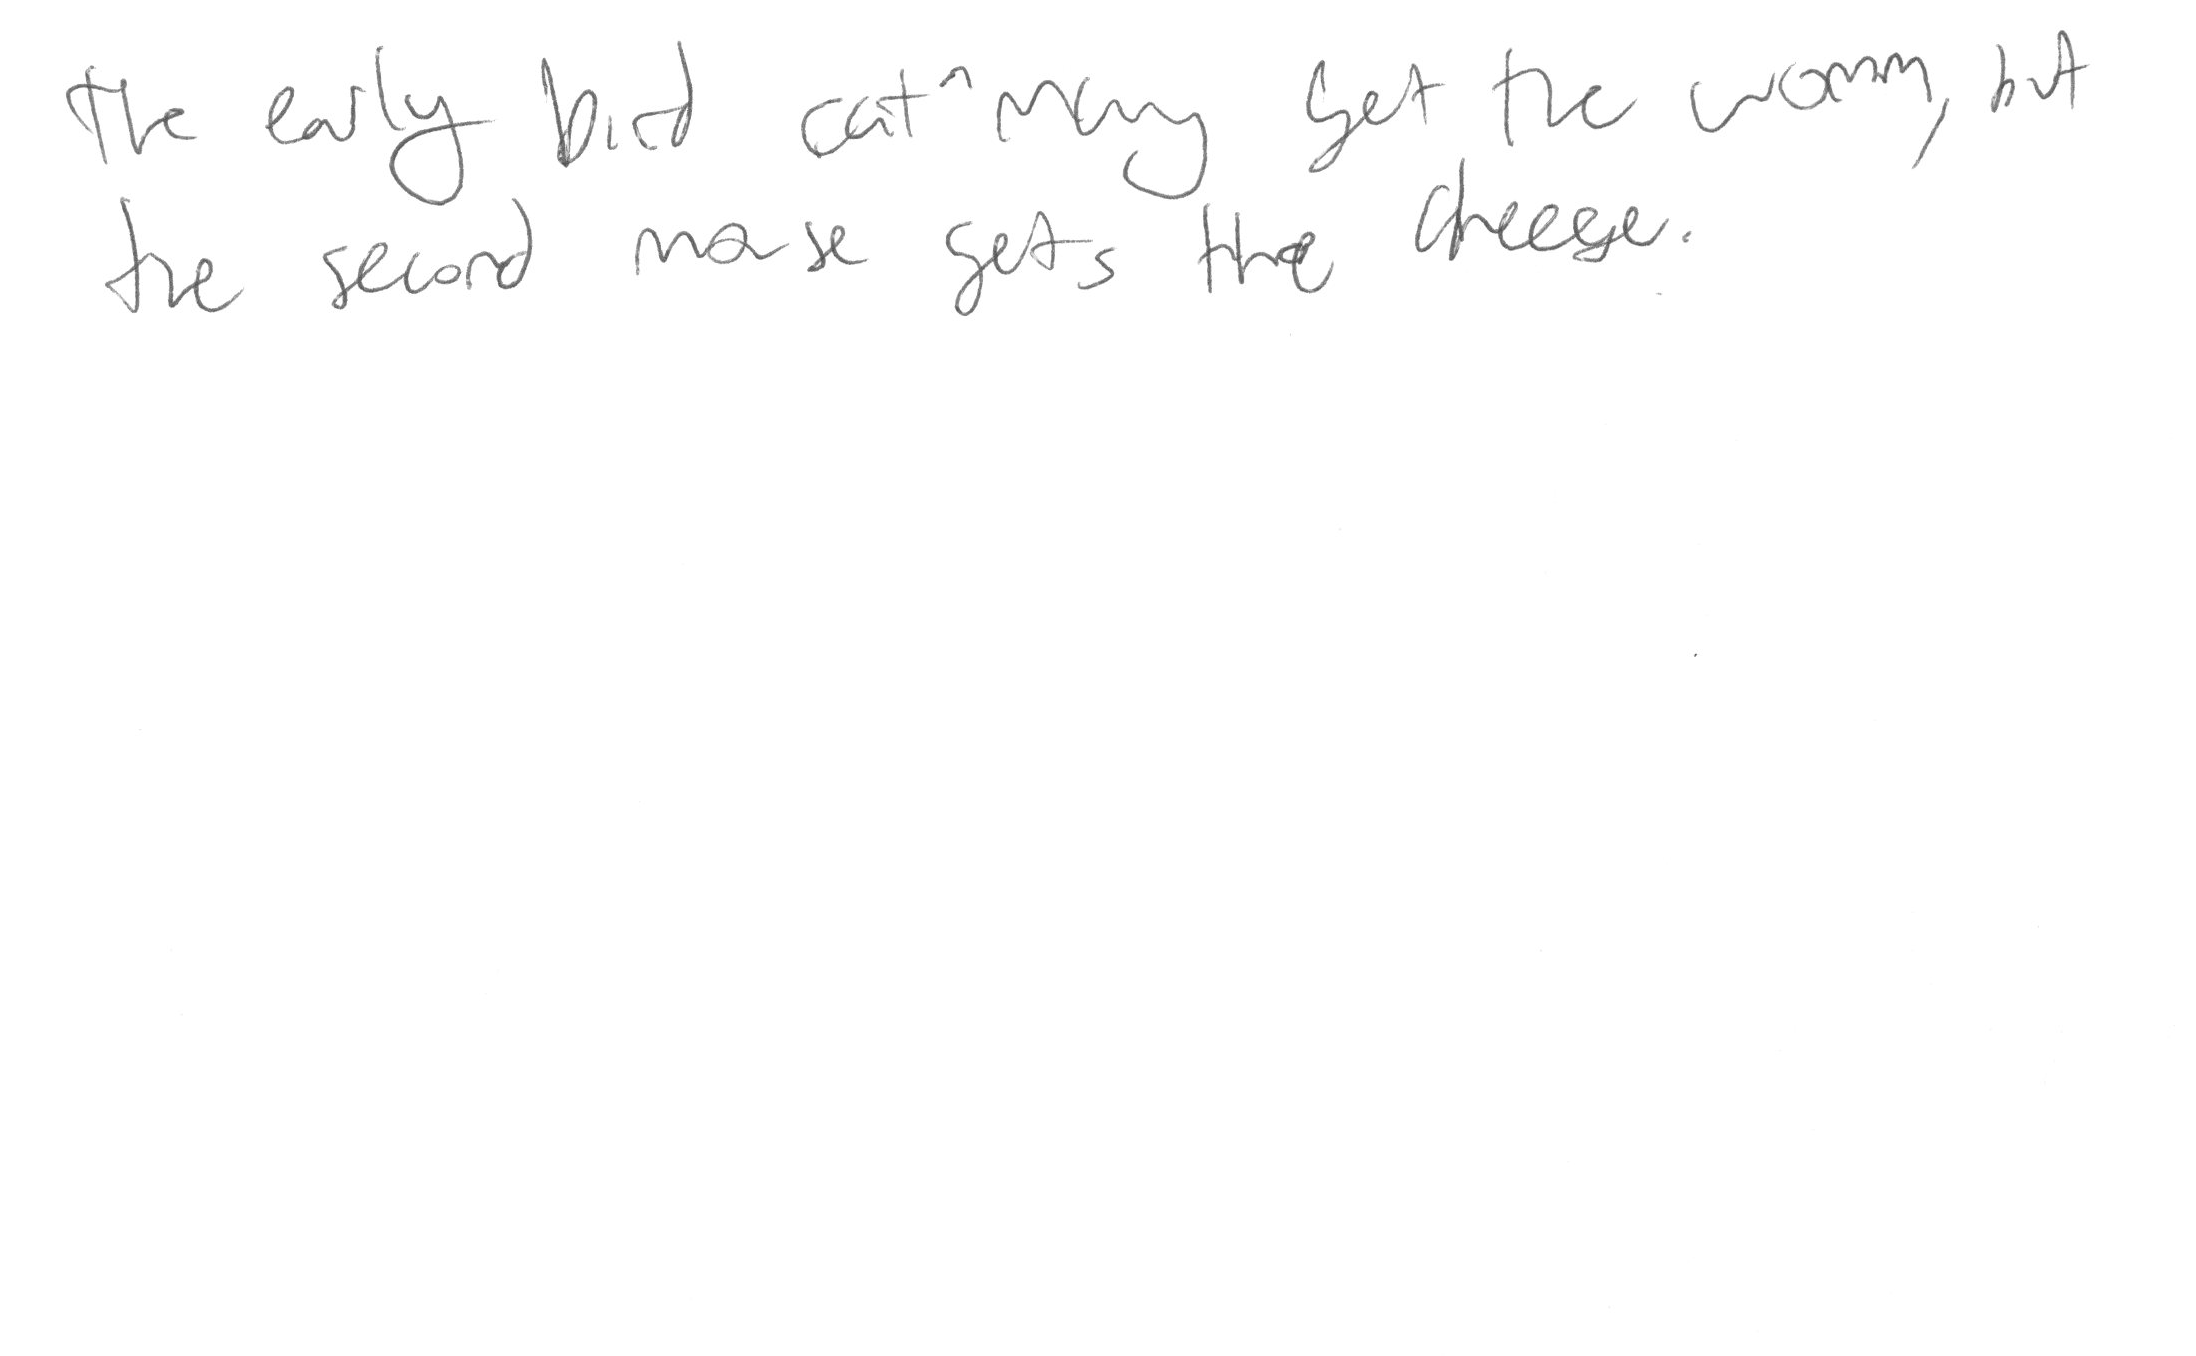 The early bird cat ^ may get the worm, but
the second mouse gets the cheese.